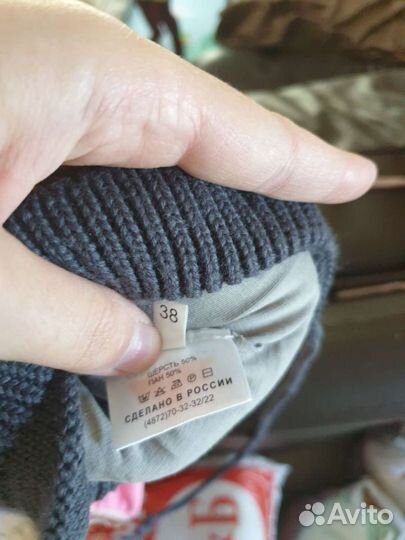 38
ШЕРСТЬ 50%
ПАН 50%
СДЕЛАНО В РОССИИ
(4872)70-32-32/22
Avito